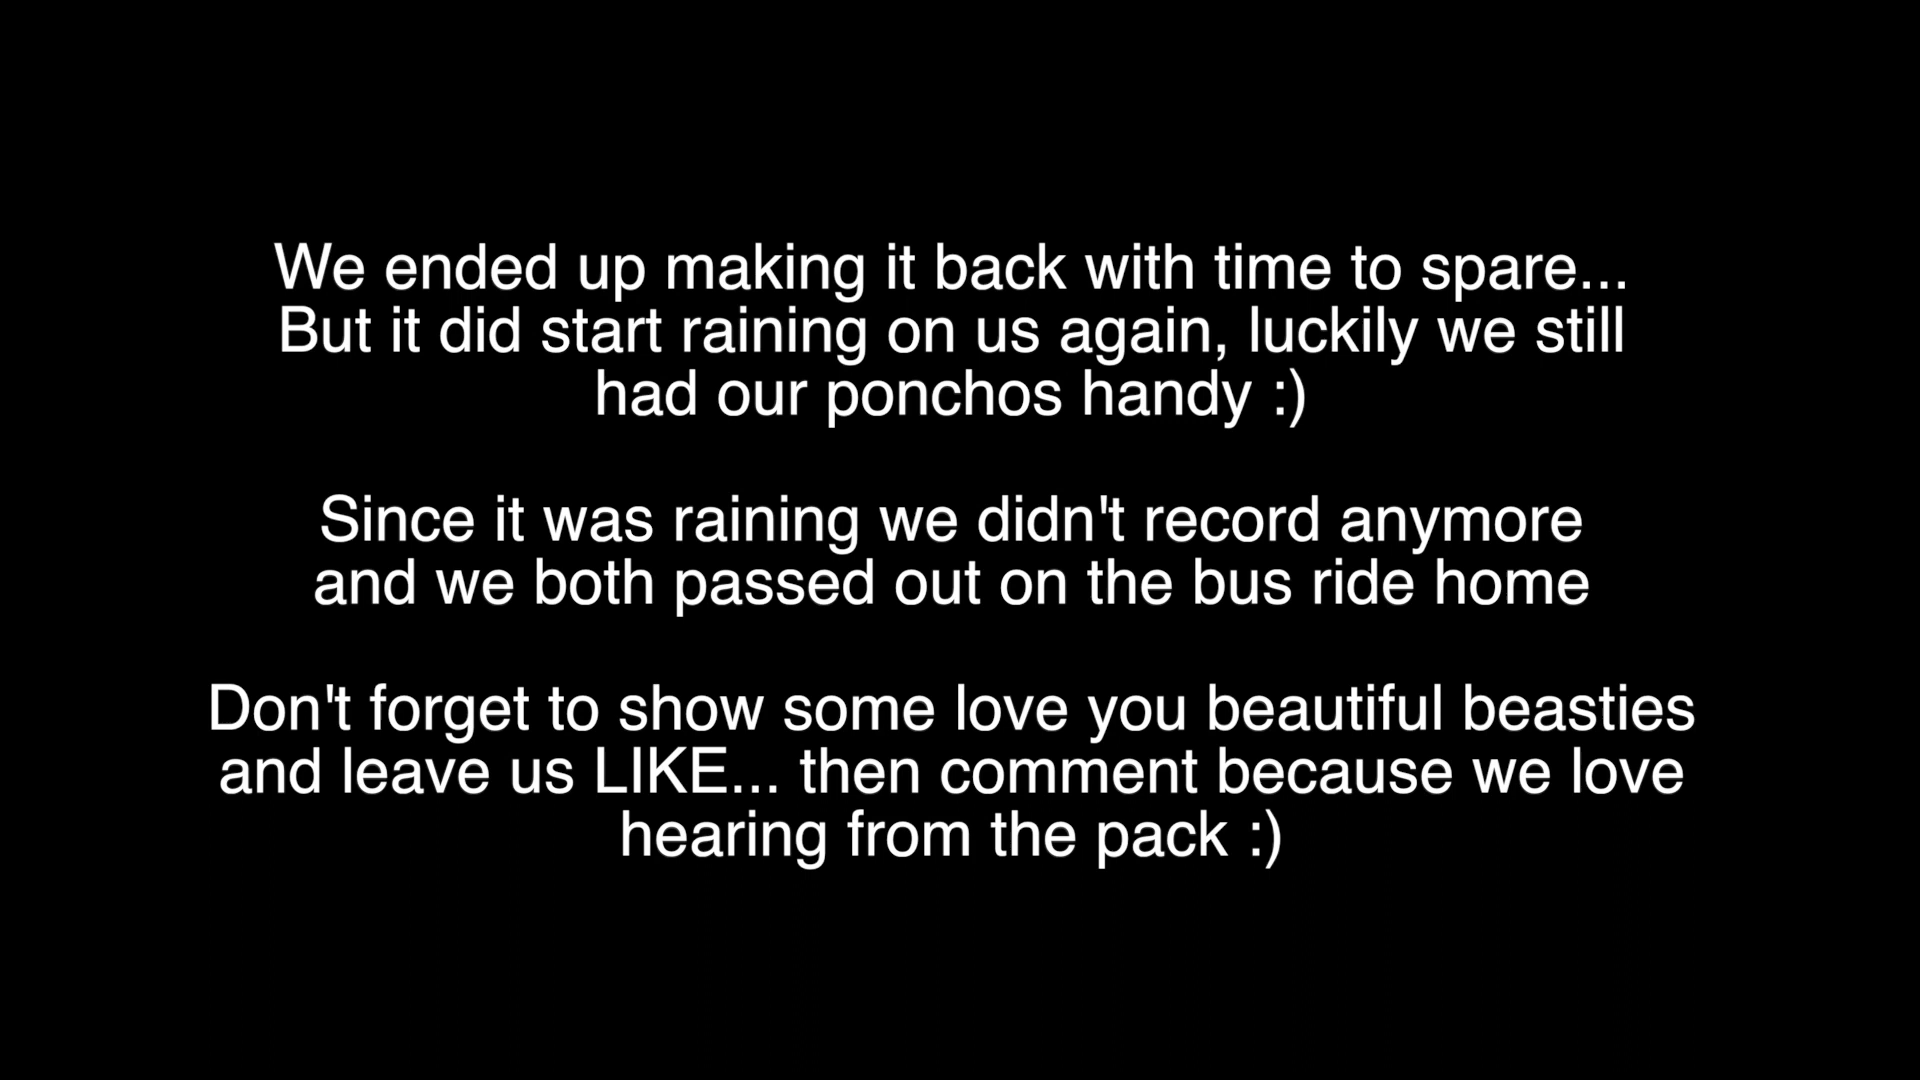 We ended up making it back with time to spare...
But it did start raining on us again, luckily we still
had our ponchos handy :)
Since it was raining we didn't record anymore
and we both passed out on the bus ride home
Don't forget to show some love you beautiful beasties
and leave us LIKE... then comment because we love
hearing from the pack :)